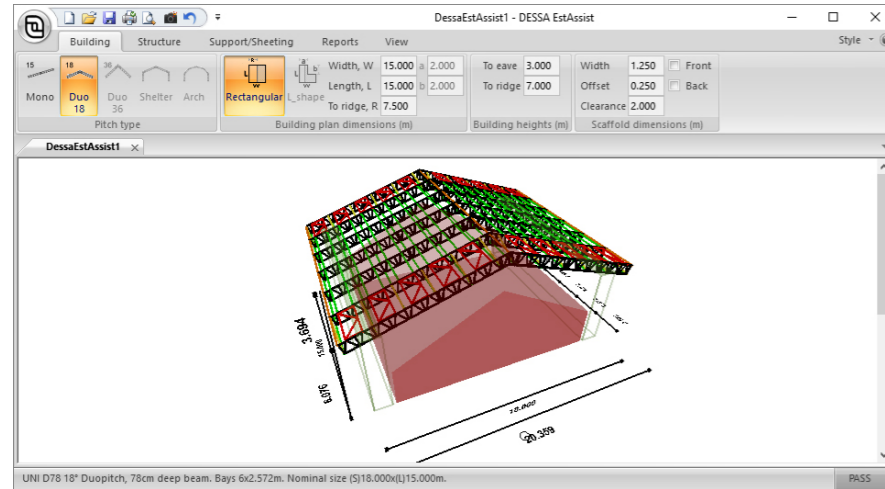 DessaEstAssist1 - DESSA EstAssist
Building Structure Support/Sheeting Reports View Style
15 18 36
Mono Duo 18 Duo 36 Shelter Arch
Pitch type
Rectangular L_shape
Width, W 15.000 a 2.000
Length, L 15.000 b 2.000
To ridge, R 7.500
Building plan dimensions (m)
To eave 3.000
To ridge 7.000
Building heights (m)
Width 1.250 Front
Offset 0.250 Back
Clearance 2.000
Scaffold dimensions (m)
DessaEstAssist1
3.694
6.076
18.000
20.359
UNI D78 18° Duopitch, 78cm deep beam. Bays 6x2.572m. Nominal size (S)18.000x(L)15.000m.
PASS